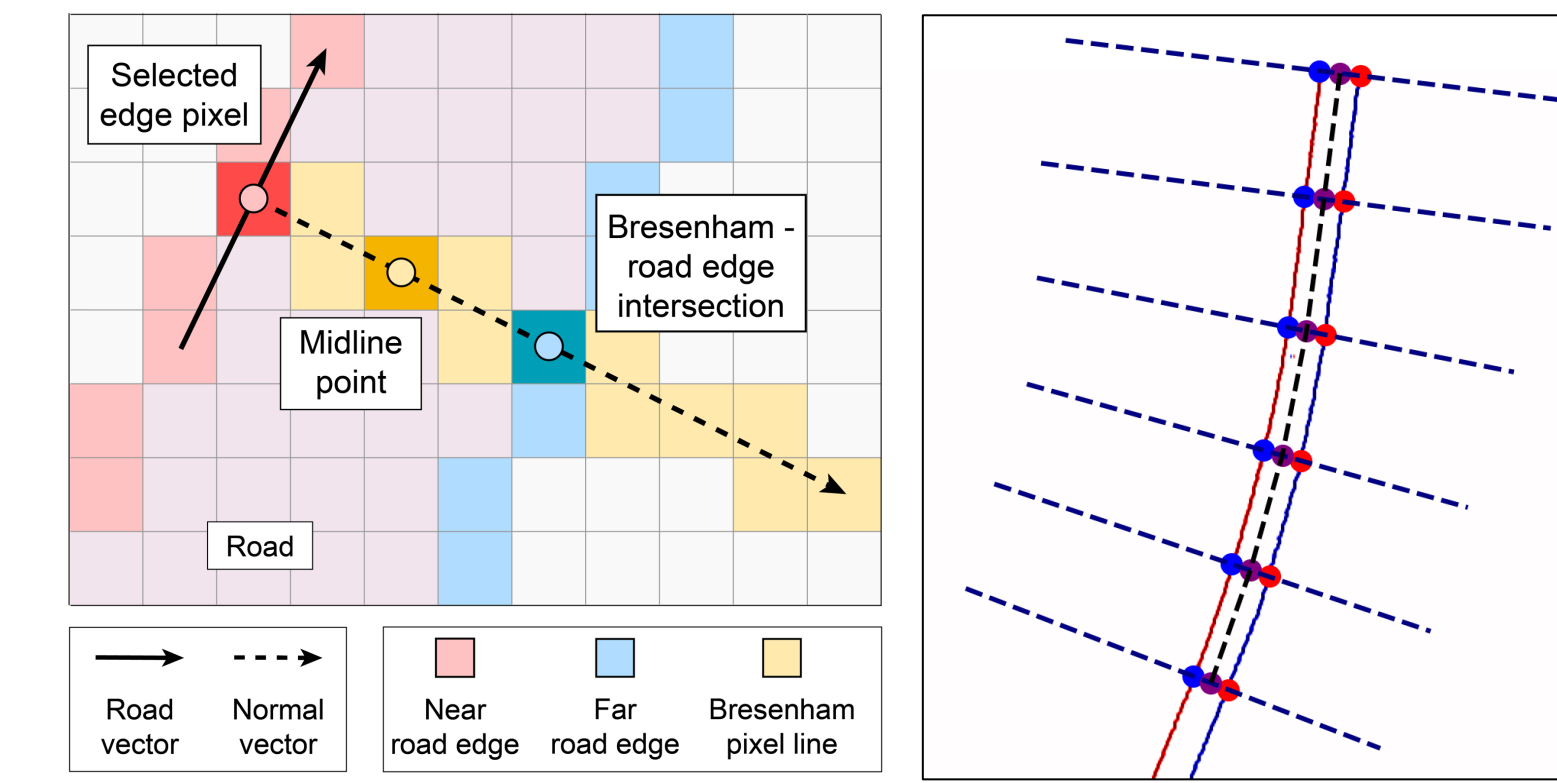 Selected
edge pixel
Bresenham -
road edge
intersection
Midline
point
Road
Road
vector
Normal
vector
Near
road edge
Far
road edge
Bresenham
pixel line